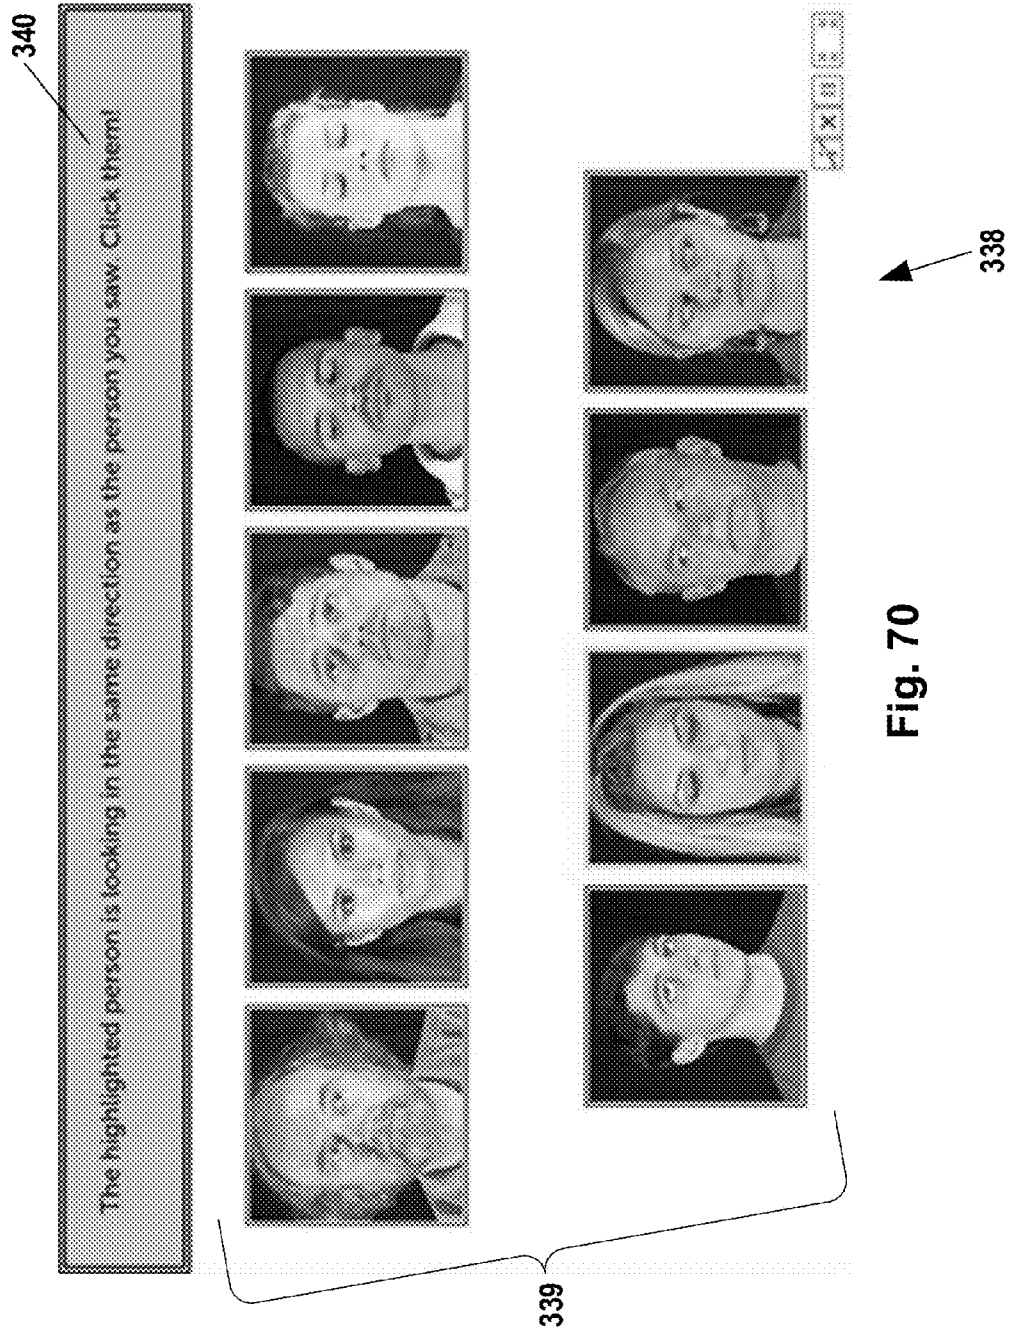 340
The highlighted person is looking in the same direction as the person you saw. Click them!
339
338
Fig. 70